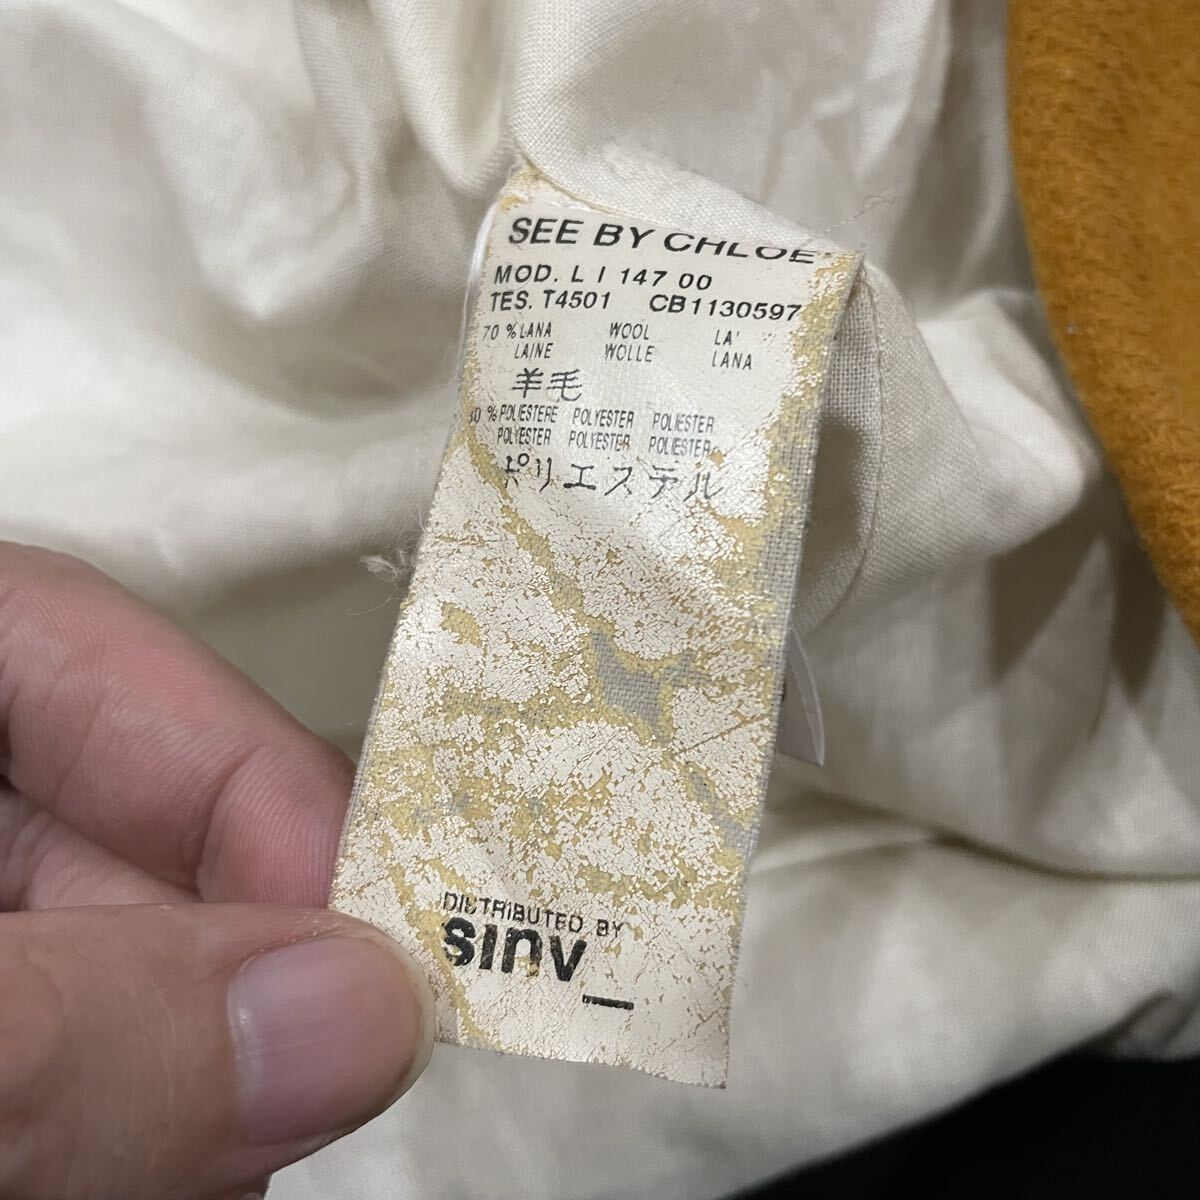 SEE BY CHLOE
MOD. L I 147 00
TES. T4501 CB1130597
70 % LANA WOOL LA'
LAINE WOLLE LANA
羊毛
% POLIESTERE POLYESTER POLIESTER
POLYESTER POLYESTER POLIESTER
ポリエステル
DISTRIBUTED BY
sinv_